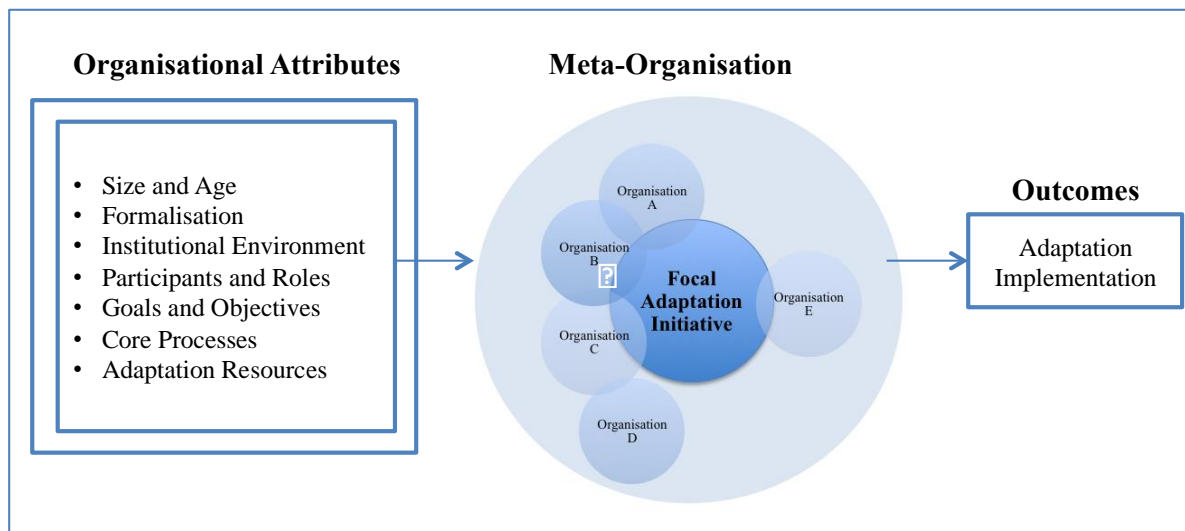 Organisational Attributes
• Size and Age
• Formalisation
• Institutional Environment
• Participants and Roles
• Goals and Objectives
• Core Processes
• Adaptation Resources
Meta-Organisation
Organisation
A
Organisation
B
?
Organisation
C
Organisation
D
Focal
Adaptation
Initiative
Organisation
E
Outcomes
Adaptation
Implementation